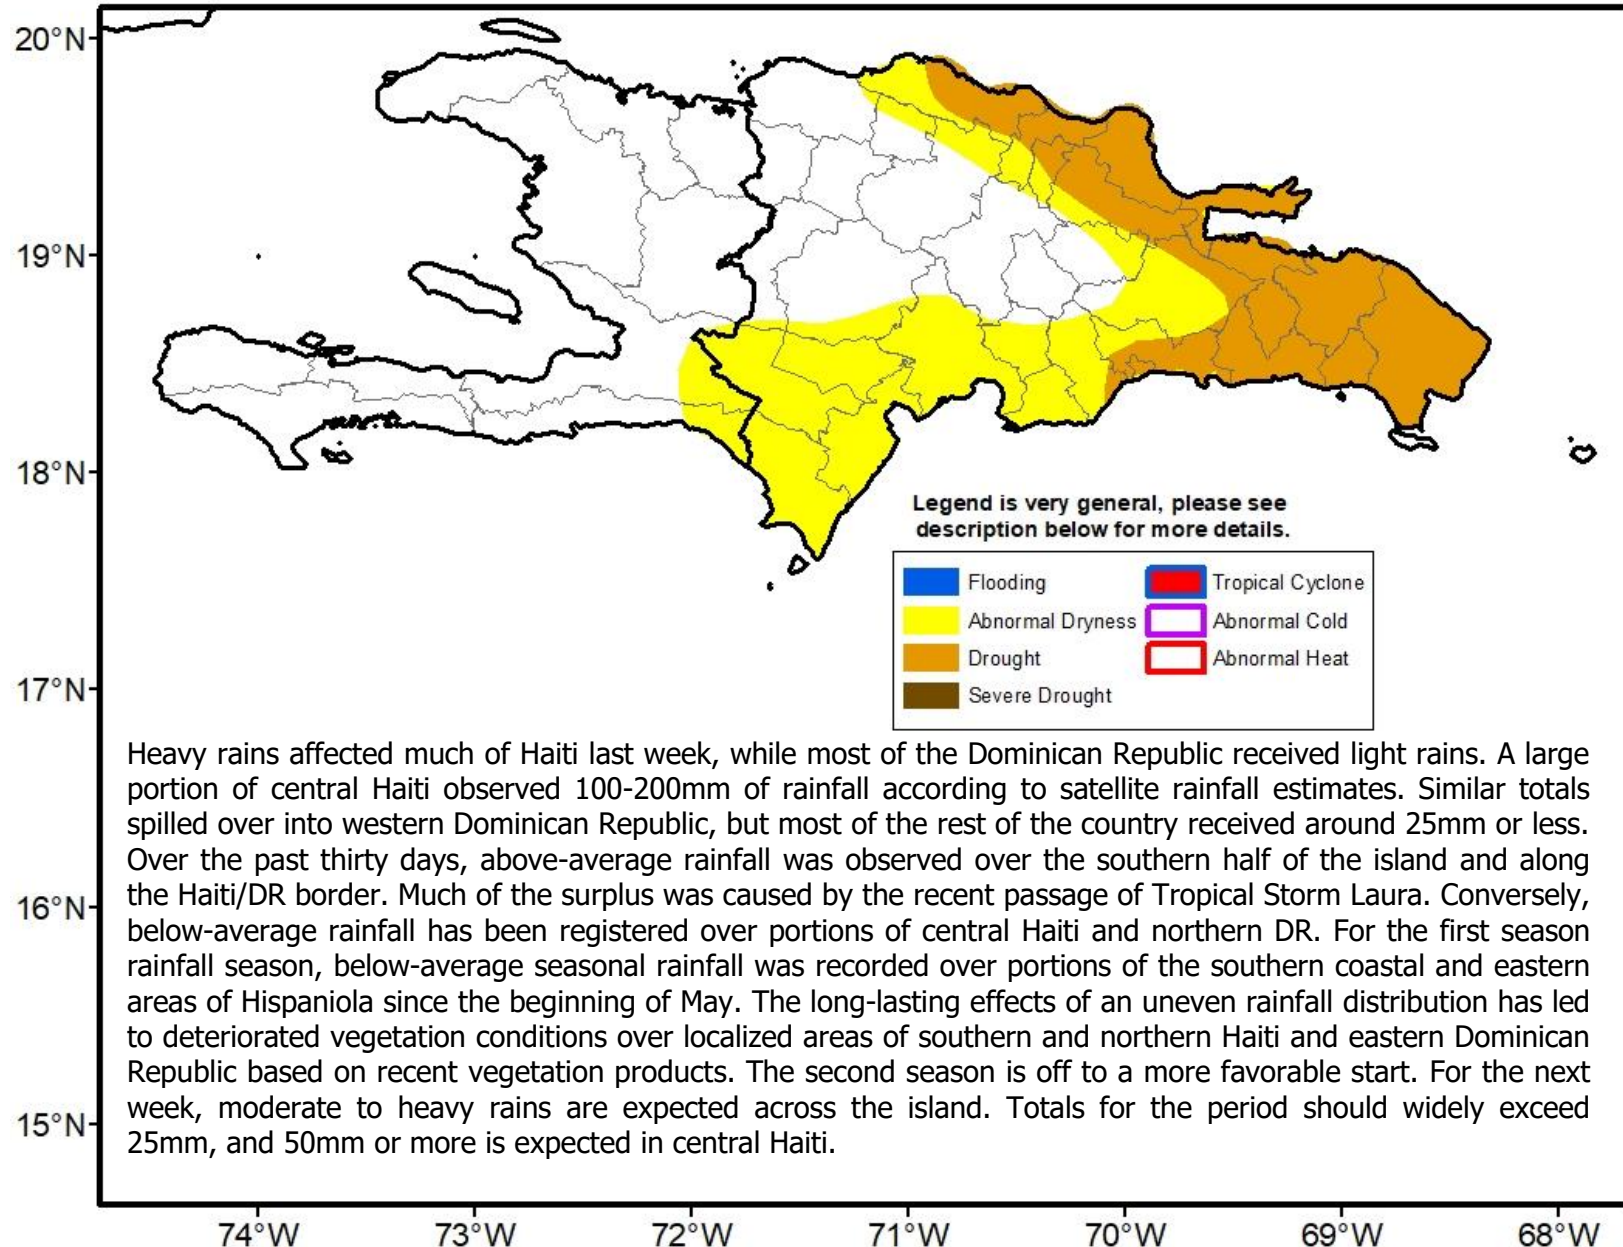 20°N
19°N
18°N
17°N
16°N
15°N
Legend is very general, please see
description below for more details.
Flooding
Tropical Cyclone
Abnormal Dryness
Abnormal Cold
Drought
Abnormal Heat
Severe Drought
Heavy rains affected much of Haiti last week, while most of the Dominican Republic received light rains. A large
portion of central Haiti observed 100-200mm of rainfall according to satellite rainfall estimates. Similar totals
spilled over into western Dominican Republic, but most of the rest of the country received around 25mm or less.
Over the past thirty days, above-average rainfall was observed over the southern half of the island and along
the Haiti/DR border. Much of the surplus was caused by the recent passage of Tropical Storm Laura. Conversely,
below-average rainfall has been registered over portions of central Haiti and northern DR. For the first season
rainfall season, below-average seasonal rainfall was recorded over portions of the southern coastal and eastern
areas of Hispaniola since the beginning of May. The long-lasting effects of an uneven rainfall distribution has led
to deteriorated vegetation conditions over localized areas of southern and northern Haiti and eastern Dominican
Republic based on recent vegetation products. The second season is off to a more favorable start. For the next
week, moderate to heavy rains are expected across the island. Totals for the period should widely exceed
25mm, and 50mm or more is expected in central Haiti.
74°W
73°W
72°W
71°W
70°W
69°W
68°W